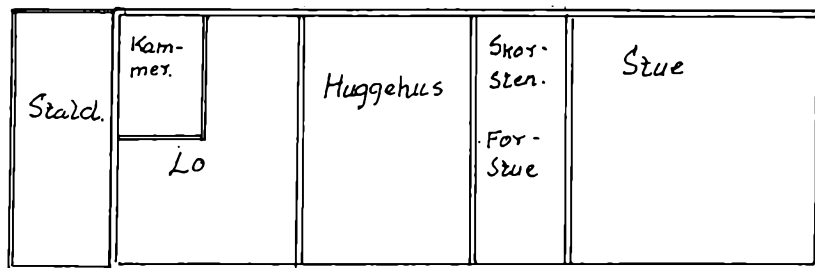 Stald.
Kam-
mer.
Lo
Huggehus
Skor-
sten.
For-
stue
Stue